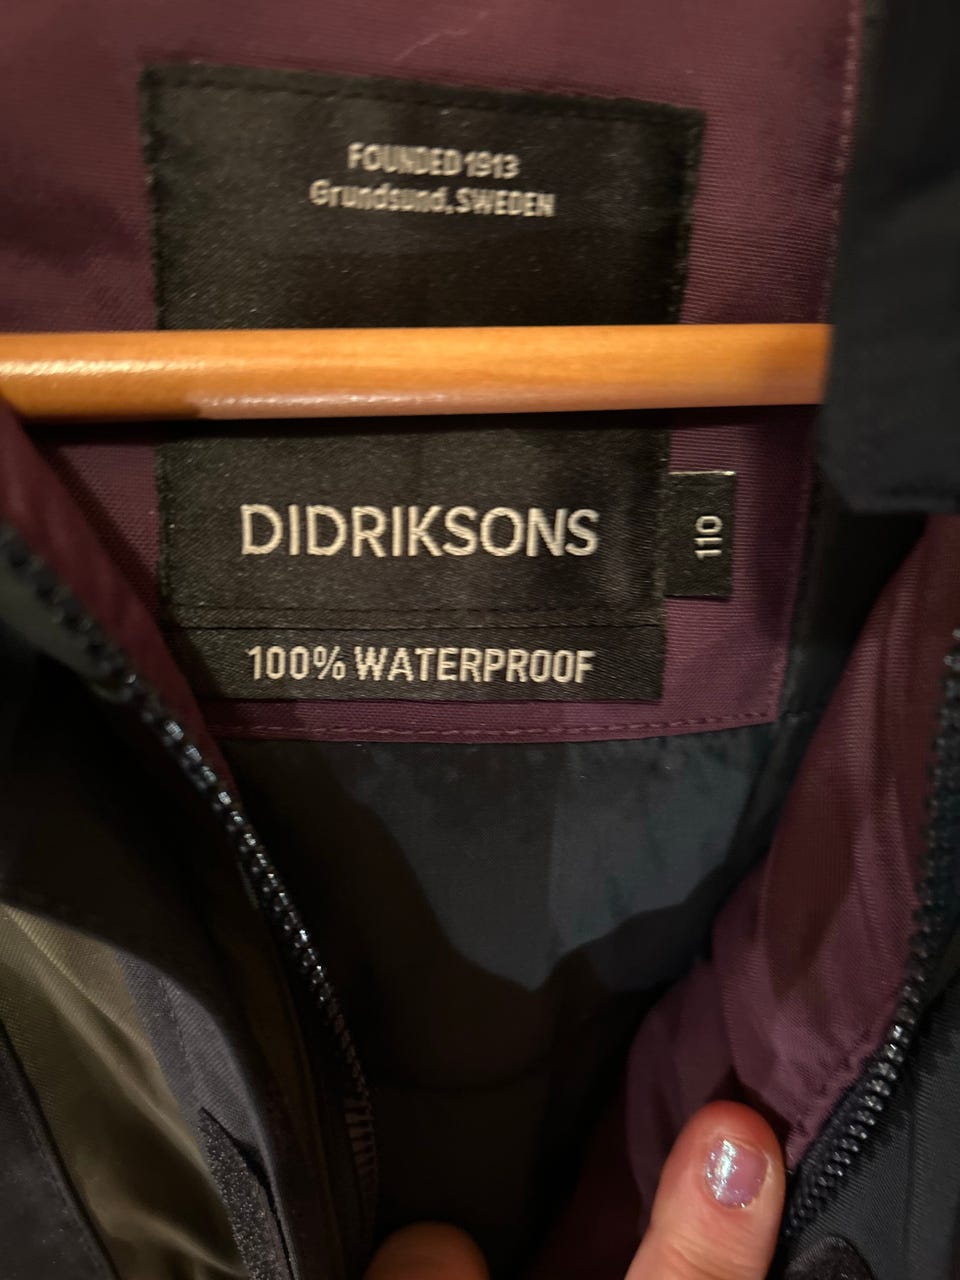 FOUNDED 1913
Grundsund, SWEDEN
DIDRIKSONS
110
100% WATERPROOF